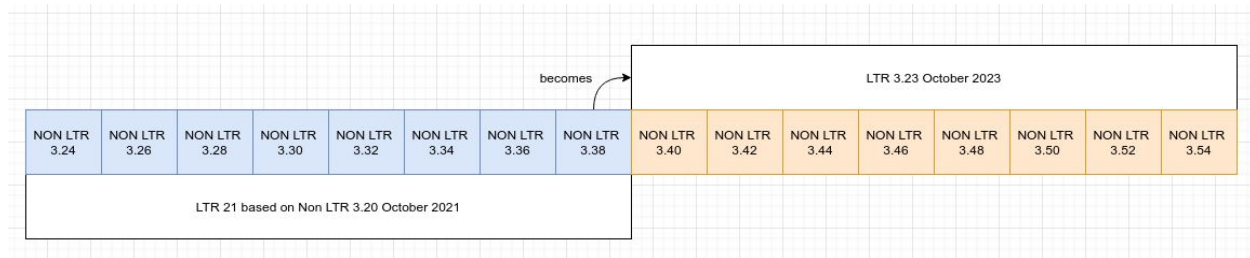 becomes
LTR 3.23 October 2023
NON LTR
3.24
NON LTR
3.26
NON LTR
3.28
NON LTR
3.30
NON LTR
3.32
NON LTR
3.34
NON LTR
3.36
NON LTR
3.38
NON LTR
3.40
NON LTR
3.42
NON LTR
3.44
NON LTR
3.46
NON LTR
3.48
NON LTR
3.50
NON LTR
3.52
NON LTR
3.54
LTR 21 based on Non LTR 3.20 October 2021